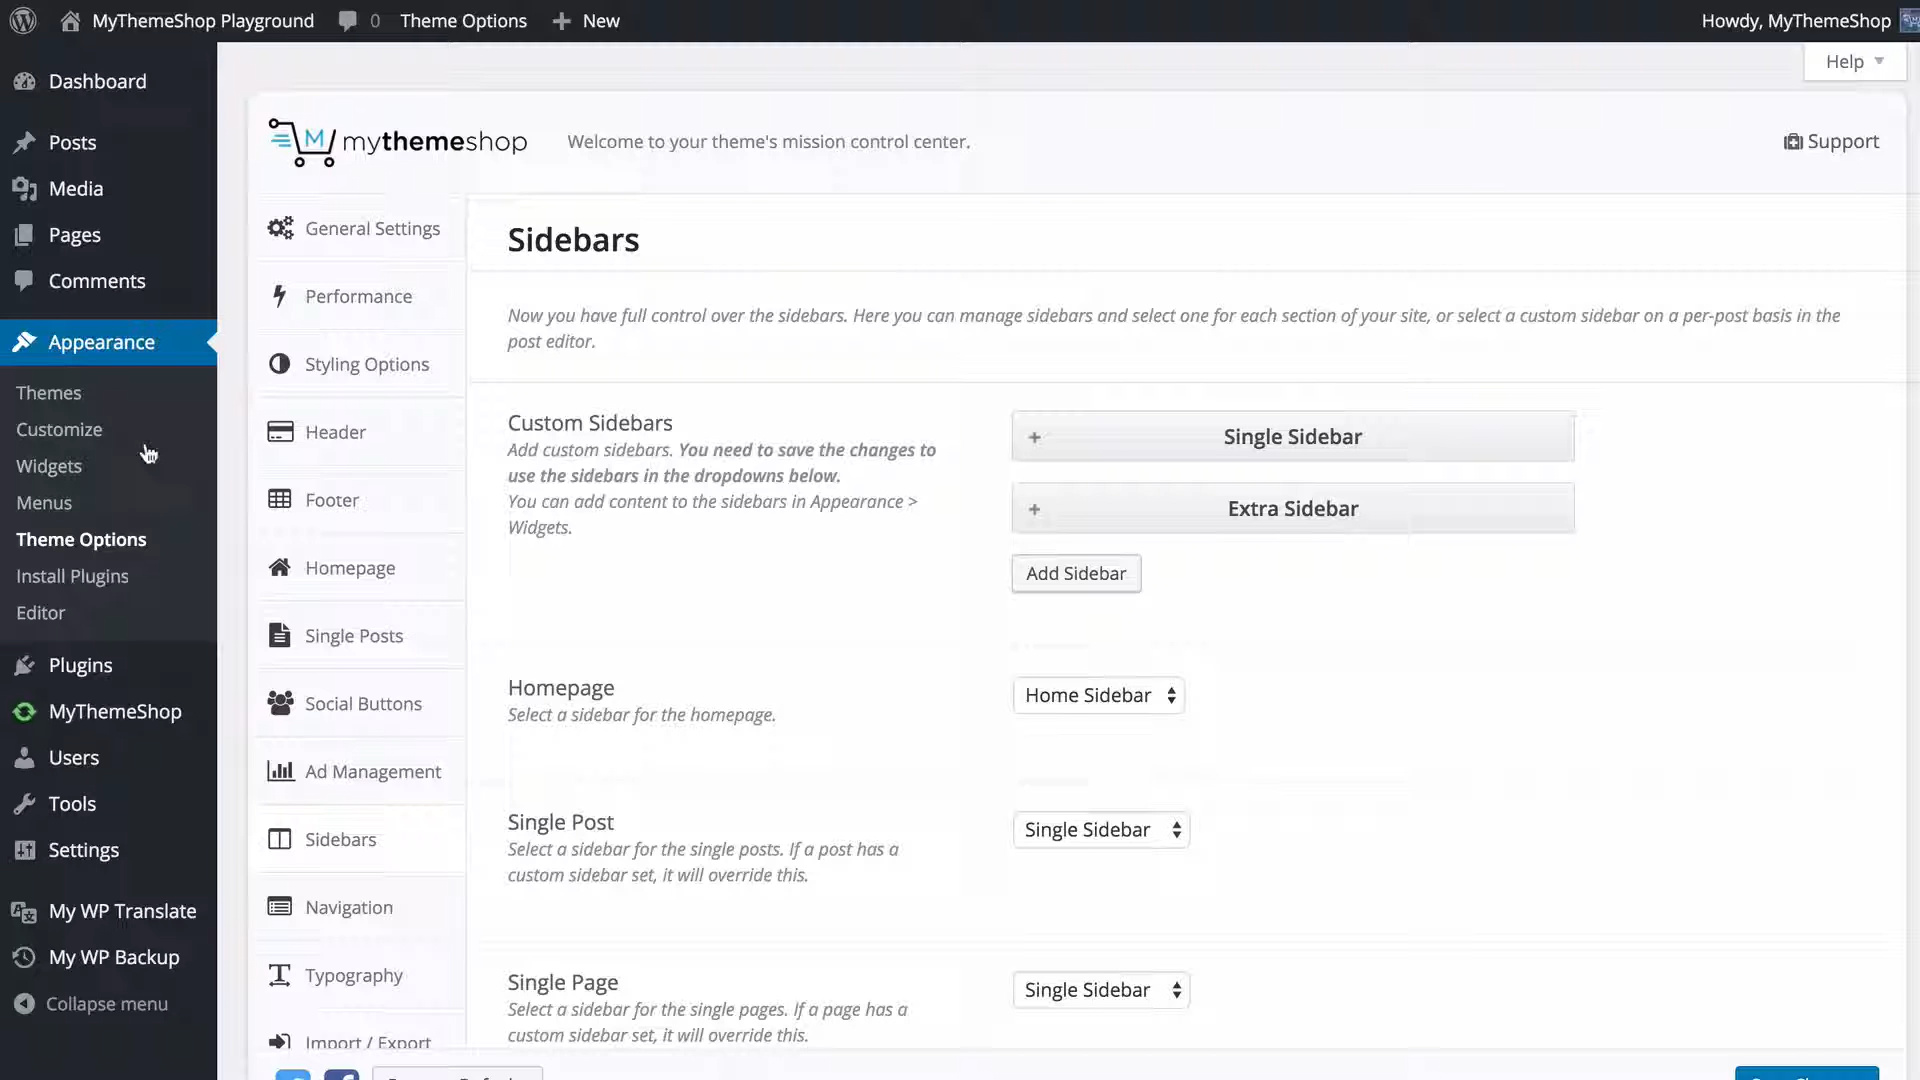 MyThemeShop Playground 0 Theme Options New Howdy, MyThemeShop
Help
Dashboard
Posts
Media
Pages
Comments
Appearance
Themes
Customize
Widgets
Menus
Theme Options
Install Plugins
Editor
Plugins
MyThemeShop
Users
Tools
Settings
My WP Translate
My WP Backup
Collapse menu
mythemeshop Welcome to your theme's mission control center. Support
General Settings
Performance
Styling Options
Header
Footer
Homepage
Single Posts
Social Buttons
Ad Management
Sidebars
Navigation
Typography
Import / Export
Sidebars
Now you have full control over the sidebars. Here you can manage sidebars and select one for each section of your site, or select a custom sidebar on a per-post basis in the
post editor.
Custom Sidebars
Add custom sidebars. You need to save the changes to
use the sidebars in the dropdowns below.
You can add content to the sidebars in Appearance >
Widgets.
+ Single Sidebar
+ Extra Sidebar
Add Sidebar
Homepage
Select a sidebar for the homepage.
Home Sidebar
Single Post
Select a sidebar for the single posts. If a post has a
custom sidebar set, it will override this.
Single Sidebar
Single Page
Select a sidebar for the single pages. If a page has a
custom sidebar set, it will override this.
Single Sidebar